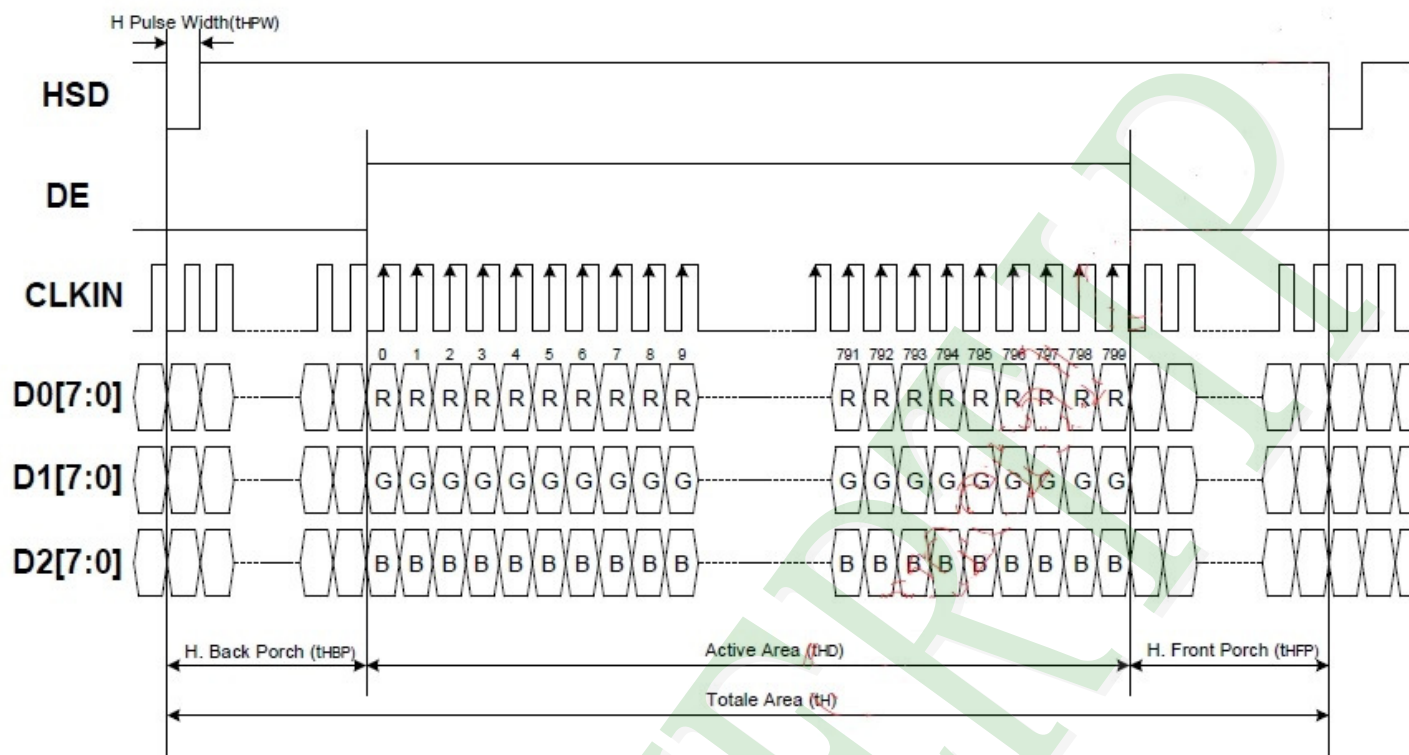 H Pulse Width(tHPW)
HSD
DE
CLKIN
0 1 2 3 4 5 6 7 8 9 791 792 793 794 795 796 797 798 799
D0[7:0] R R R R R R R R R R R R R R R R R R R
D1[7:0] G G G G G G G G G G G G G G G G G G G
D2[7:0] B B B B B B B B B B B B B B B B B B B
H. Back Porch (tHBP) Active Area (tHD) H. Front Porch (tHFP)
Totale Area (tH)